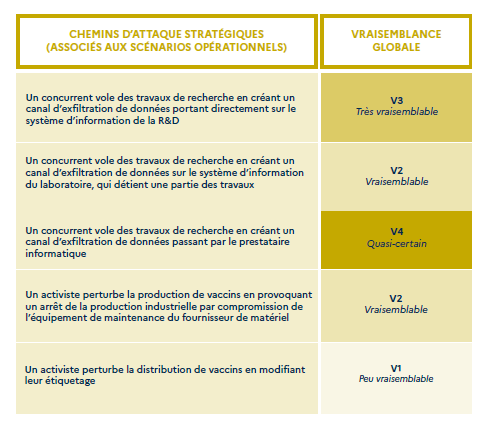 CHEMINS D'ATTAQUE STRATÉGIQUES
(ASSOCIÉS AUX SCÉNARIOS OPÉRATIONNELS)
VRAISEMBLANCE
GLOBALE
Un concurrent vole des travaux de recherche en créant un
canal d'exfiltration de données portant directement sur le
système d'information de la R&D
V3
Très vraisemblable
Un concurrent vole des travaux de recherche en créant un
canal d'exfiltration de données sur le système d'information
du laboratoire, qui détient une partie des travaux
V2
Vraisemblable
Un concurrent vole des travaux de recherche en créant un
canal d'exfiltration de données passant par le prestataire
informatique
V4
Quasi-certain
Un activiste perturbe la production de vaccins en provoquant
un arrêt de la production industrielle par compromission de
l'équipement de maintenance du fournisseur de matériel
V2
Vraisemblable
Un activiste perturbe la distribution de vaccins en modifiant
leur étiquetage
V1
Peu vraisemblable